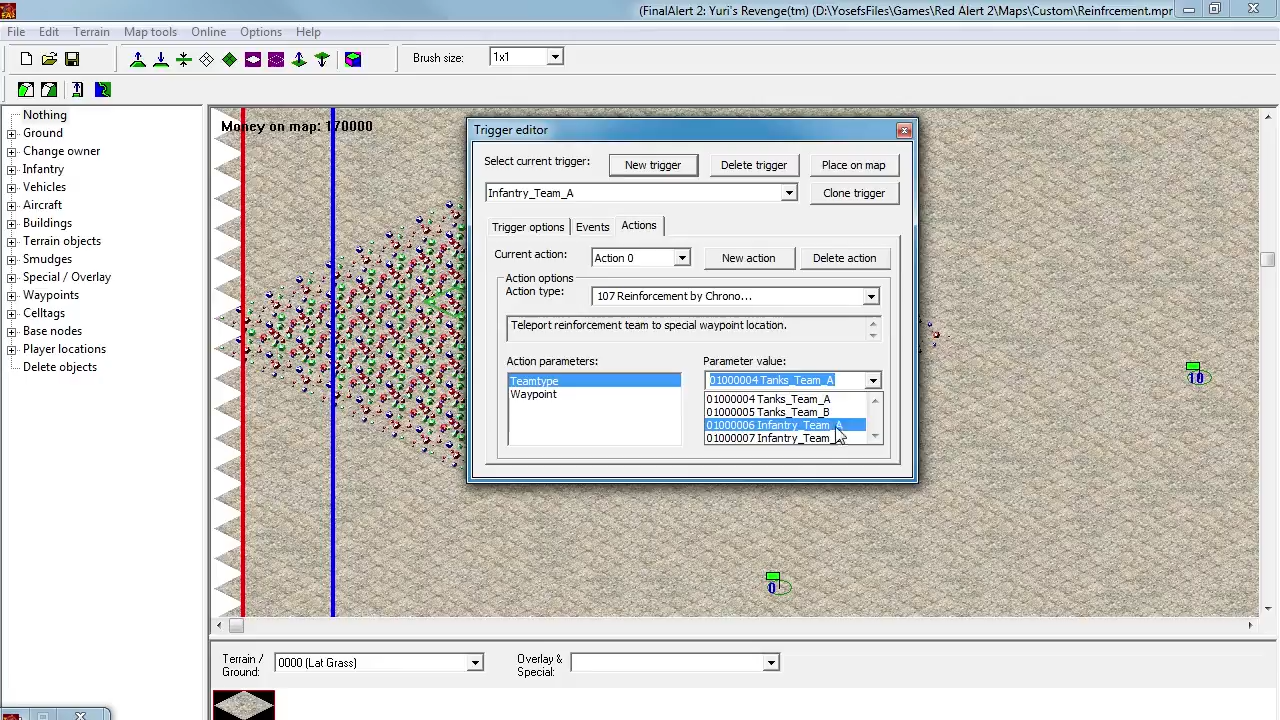 (FinalAlert 2: Yuri's Revenge(tm) (D:\YosefsFiles\Games\Red Alert 2\Maps\Custom\Reinfrcement.mpr
File Edit Terrain Map tools Online Options Help
Brush size: 1x1
Nothing
Ground
Change owner
Infantry
Vehicles
Aircraft
Buildings
Terrain objects
Smudges
Special / Overlay
Waypoints
Celltags
Base nodes
Player locations
Delete objects
Money on map: 170000
Trigger editor
Select current trigger: New trigger Delete trigger Place on map
Infantry_Team_A Clone trigger
Trigger options Events Actions
Current action: Action 0 New action Delete action
Action options
Action type: 107 Reinforcement by Chrono...
Teleport reinforcement team to special waypoint location.
Action parameters: Parameter value:
Teamtype 01000004 Tanks_Team_A
Waypoint 01000004 Tanks_Team_A
01000005 Tanks_Team_B
01000006 Infantry_Team_A
01000007 Infantry_Team_
10
0
Terrain / Ground: 0000 (Lat Grass) Overlay & Special: